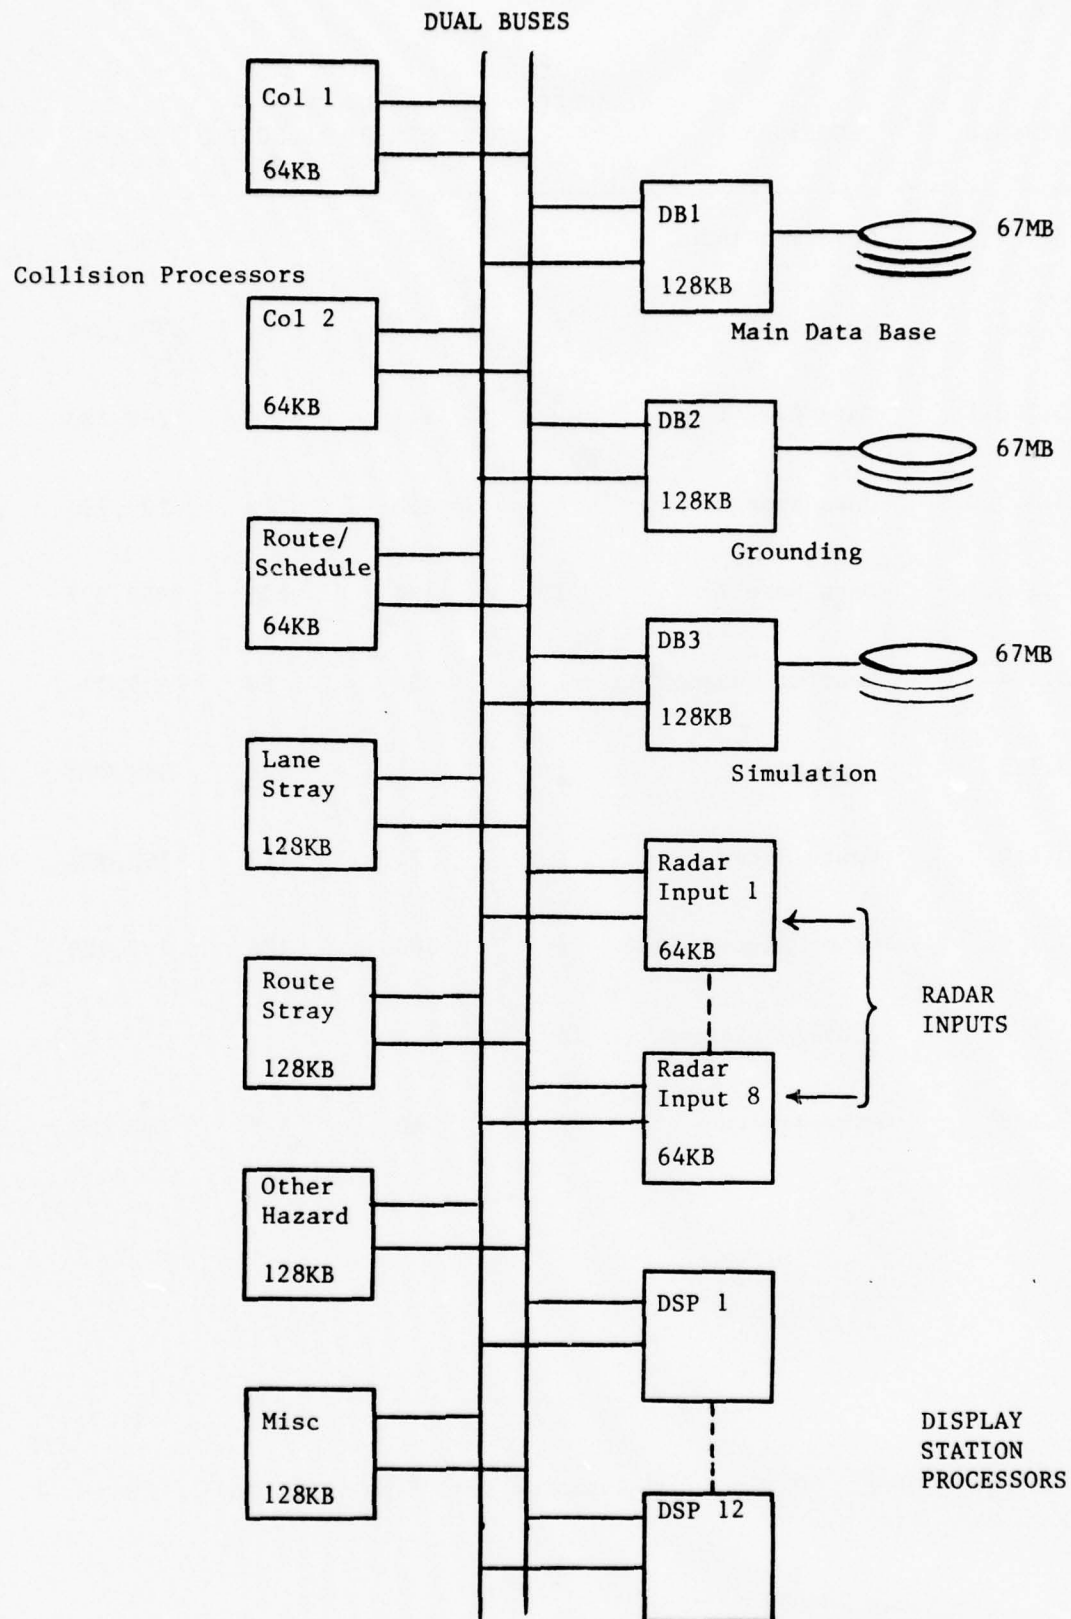 DUAL BUSES
Col 1
64KB
Collision Processors
Col 2
64KB
Route/
Schedule
64KB
Lane
Stray
128KB
Route
Stray
128KB
Other
Hazard
128KB
Misc
128KB
DB1
128KB
67MB
Main Data Base
DB2
128KB
67MB
Grounding
DB3
128KB
67MB
Simulation
Radar
Input 1
64KB
Radar
Input 8
64KB
RADAR
INPUTS
DSP 1
DSP 12
DISPLAY
STATION
PROCESSORS